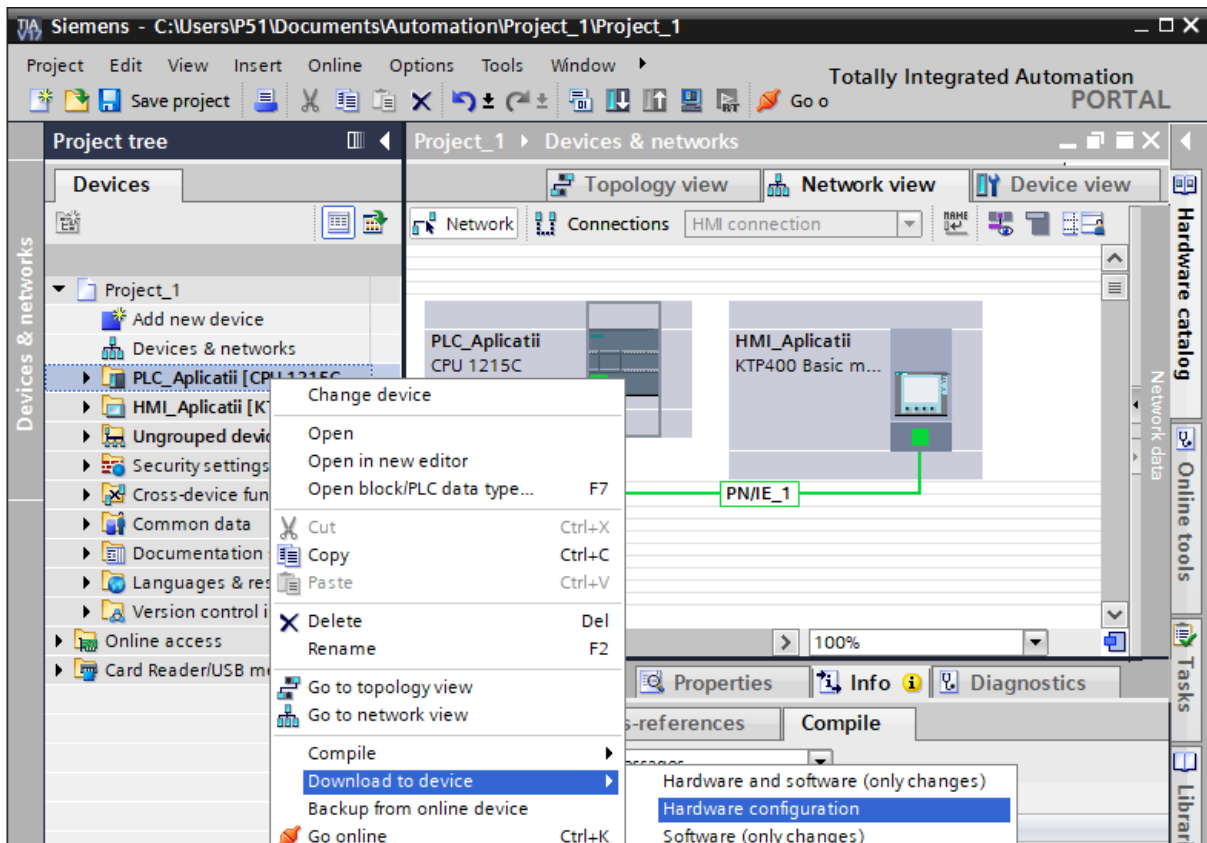 Siemens - C:\Users\P51\Documents\Automation\Project_1\Project_1
Project Edit View Insert Online Options Tools Window
Totally Integrated Automation
PORTAL
Save project
Go o
Project tree
Project_1 Devices & networks
Devices
Topology view Network view Device view
Network Connections HMI connection
Devices & networks
Project_1
Add new device
Devices & networks
PLC_Aplicatii [CPU 1215C
HMI_Aplicatii [K
Ungrouped devic
Security settings
Cross-device fun
Common data
Documentation
Languages & res
Version control i
Online access
Card Reader/USB me
PLC_Aplicatii
CPU 1215C
HMI_Aplicatii
KTP400 Basic m...
PN/IE_1
100%
Network data
Properties Info Diagnostics
s-references Compile
Change device
Open
Open in new editor
Open block/PLC data type... F7
Cut Ctrl+X
Copy Ctrl+C
Paste Ctrl+V
Delete Del
Rename F2
Go to topology view
Go to network view
Compile
Download to device
Backup from online device
Go online Ctrl+K
Hardware and software (only changes)
Hardware configuration
Software (only changes)
Hardware catalog
Online tools
Tasks
Librari